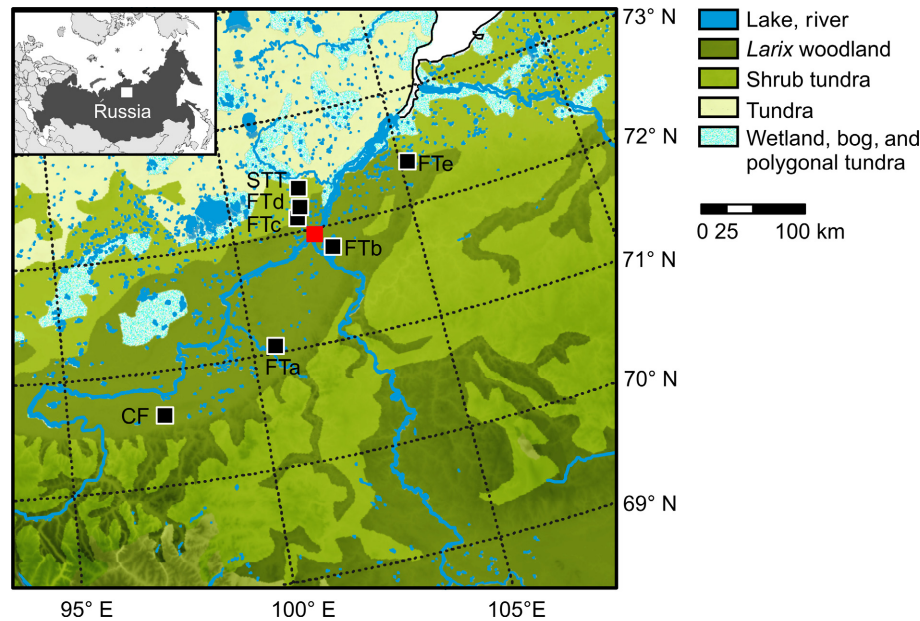 Russia
73° N
72° N
71° N
70° N
69° N
95° E
100° E
105°E
STT
FTd
FTc
FTb
FTe
FTa
CF
Lake, river
Larix woodland
Shrub tundra
Tundra
Wetland, bog, and
polygonal tundra
0 25 100 km